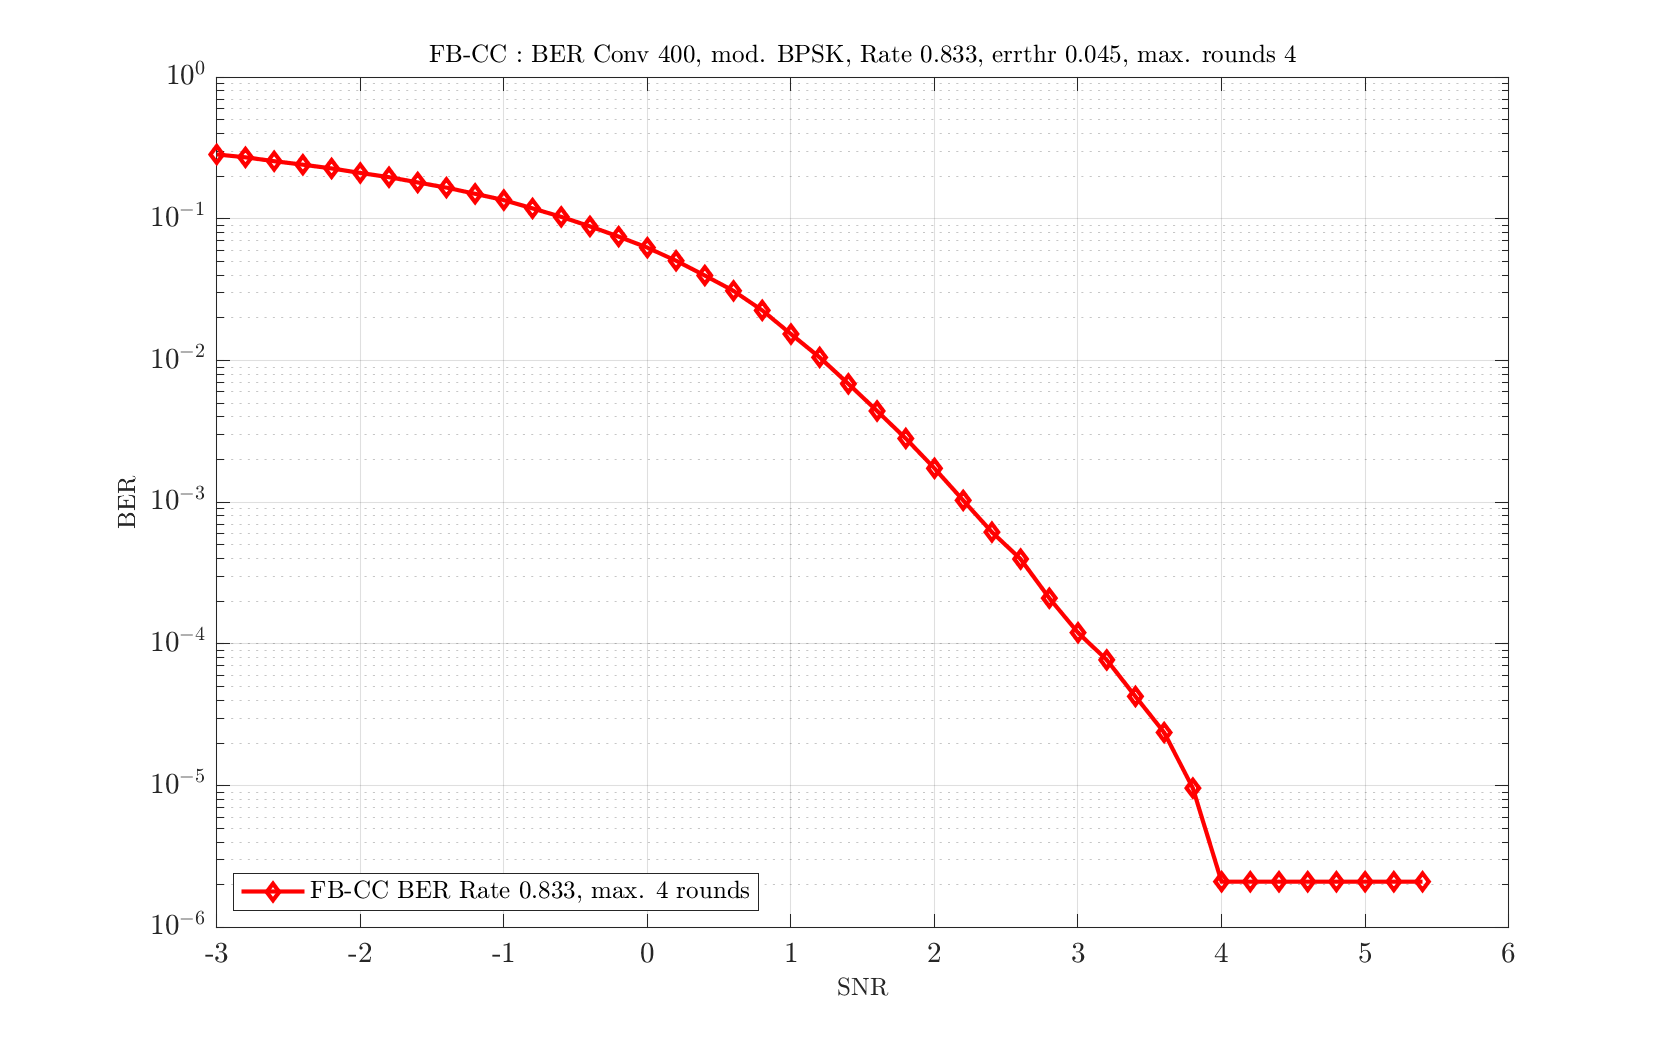 FB-CC : BER Conv 400, mod. BPSK, Rate 0.833, errthr 0.045, max. rounds 4
10^0
10^{-1}
10^{-2}
10^{-3}
10^{-4}
10^{-5}
10^{-6}
BER
FB-CC BER Rate 0.833, max. 4 rounds
-3 -2 -1 0 1 2 3 4 5 6
SNR